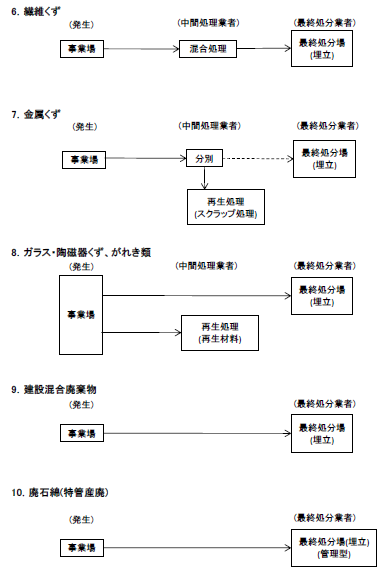 6. 繊維くず
(発生) (中間処理業者) (最終処分業者)
事業場 混合処理 最終処分場
(埋立)
7. 金属くず
(発生) (中間処理業者) (最終処分業者)
事業場 分別 最終処分場
(埋立)
再生処理
(スクラップ処理)
8. ガラス・陶磁器くず、がれき類
(発生) (中間処理業者) (最終処分業者)
事業場 最終処分場
(埋立)
再生処理
(再生材料)
9. 建設混合廃棄物
(発生) (最終処分業者)
事業場 最終処分場
(埋立)
10. 廃石綿(特管産廃)
(発生) (最終処分業者)
事業場 最終処分場(埋立)
(管理型)